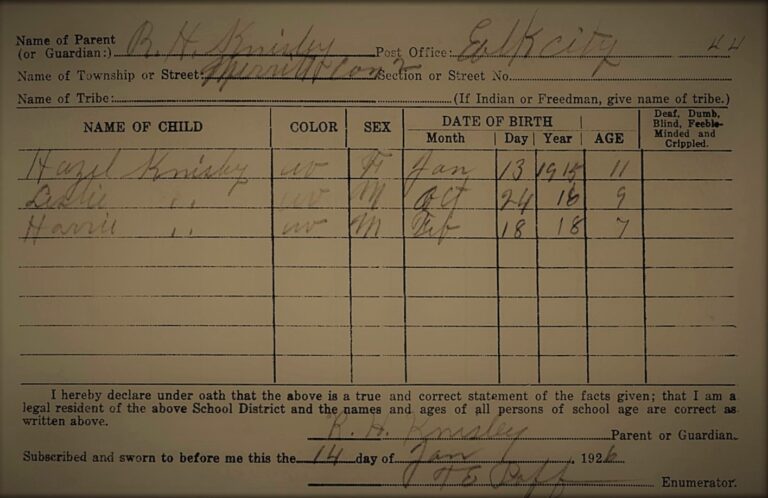 Name of Parent
(or Guardian:) R. H. Knisley Post Office: Elk city 44
Name of Township or Street: Merritt Con 2 Section or Street No.
Name of Tribe: (If Indian or Freedman, give name of tribe.)
NAME OF CHILD COLOR SEX DATE OF BIRTH Month Day Year AGE Deaf, Dumb, Blind, Feeble-Minded and Crippled.
Hazel Knisley w F Jan 13 1915 11
Leslie " w M Oct 24 16 9
Harrie " w M Feb 18 18 7
I hereby declare under oath that the above is a true and correct statement of the facts given; that I am a
legal resident of the above School District and the names and ages of all persons of school age are correct as
written above.
R. H. Knisley Parent or Guardian.
Subscribed and sworn to before me this the 14 day of Jan 1926
Enumerator.